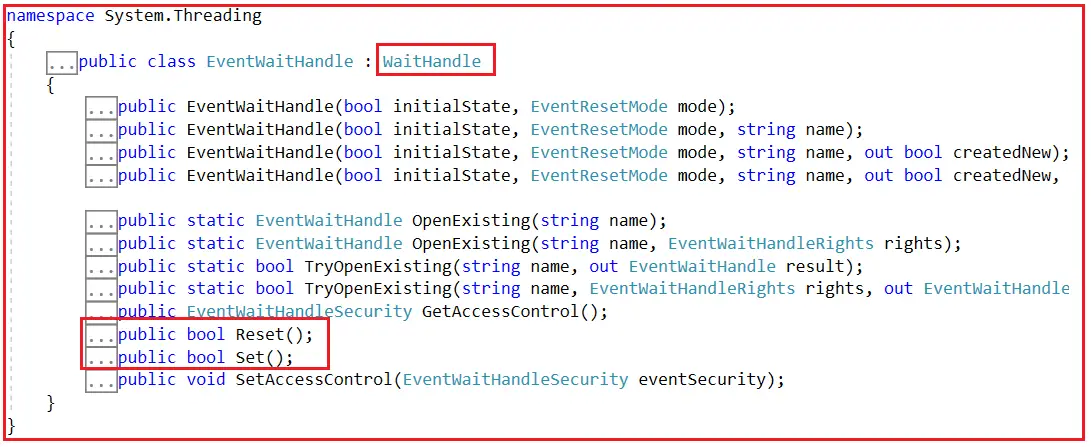 namespace System.Threading
{
...public class EventWaitHandle : WaitHandle
{
...public EventWaitHandle(bool initialState, EventResetMode mode);
...public EventWaitHandle(bool initialState, EventResetMode mode, string name);
...public EventWaitHandle(bool initialState, EventResetMode mode, string name, out bool createdNew);
...public EventWaitHandle(bool initialState, EventResetMode mode, string name, out bool createdNew,
...public static EventWaitHandle OpenExisting(string name);
...public static EventWaitHandle OpenExisting(string name, EventWaitHandleRights rights);
...public static bool TryOpenExisting(string name, out EventWaitHandle result);
...public static bool TryOpenExisting(string name, EventWaitHandleRights rights, out EventWaitHandle
...public EventWaitHandleSecurity GetAccessControl();
...public bool Reset();
...public bool Set();
...public void SetAccessControl(EventWaitHandleSecurity eventSecurity);
}
}